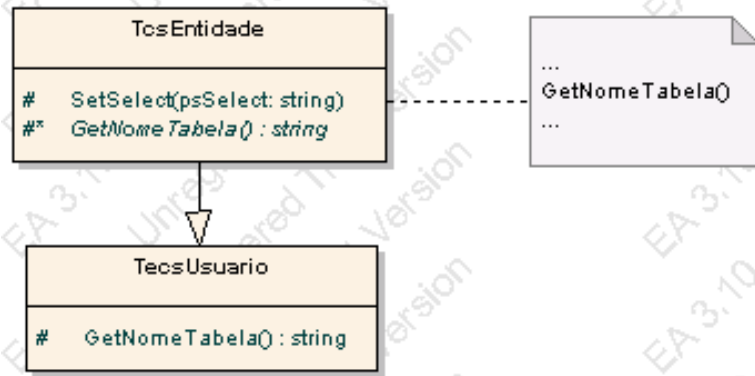 TcsEntidade
# SetSelect(psSelect: string)
#* GetNomeTabela() : string
...
GetNomeTabela()
...
TecsUsuario
# GetNomeTabela() : string